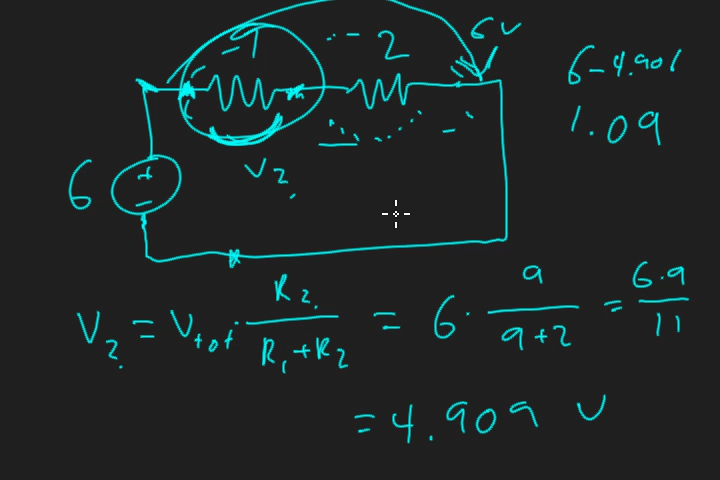 2
6V
6-4.901
1.09
V2.
6
+
-
V2. = Vtot · R2. / R1+R2 = 6 · 9 / 9+2 = 6.9 / 11
= 4.909 V